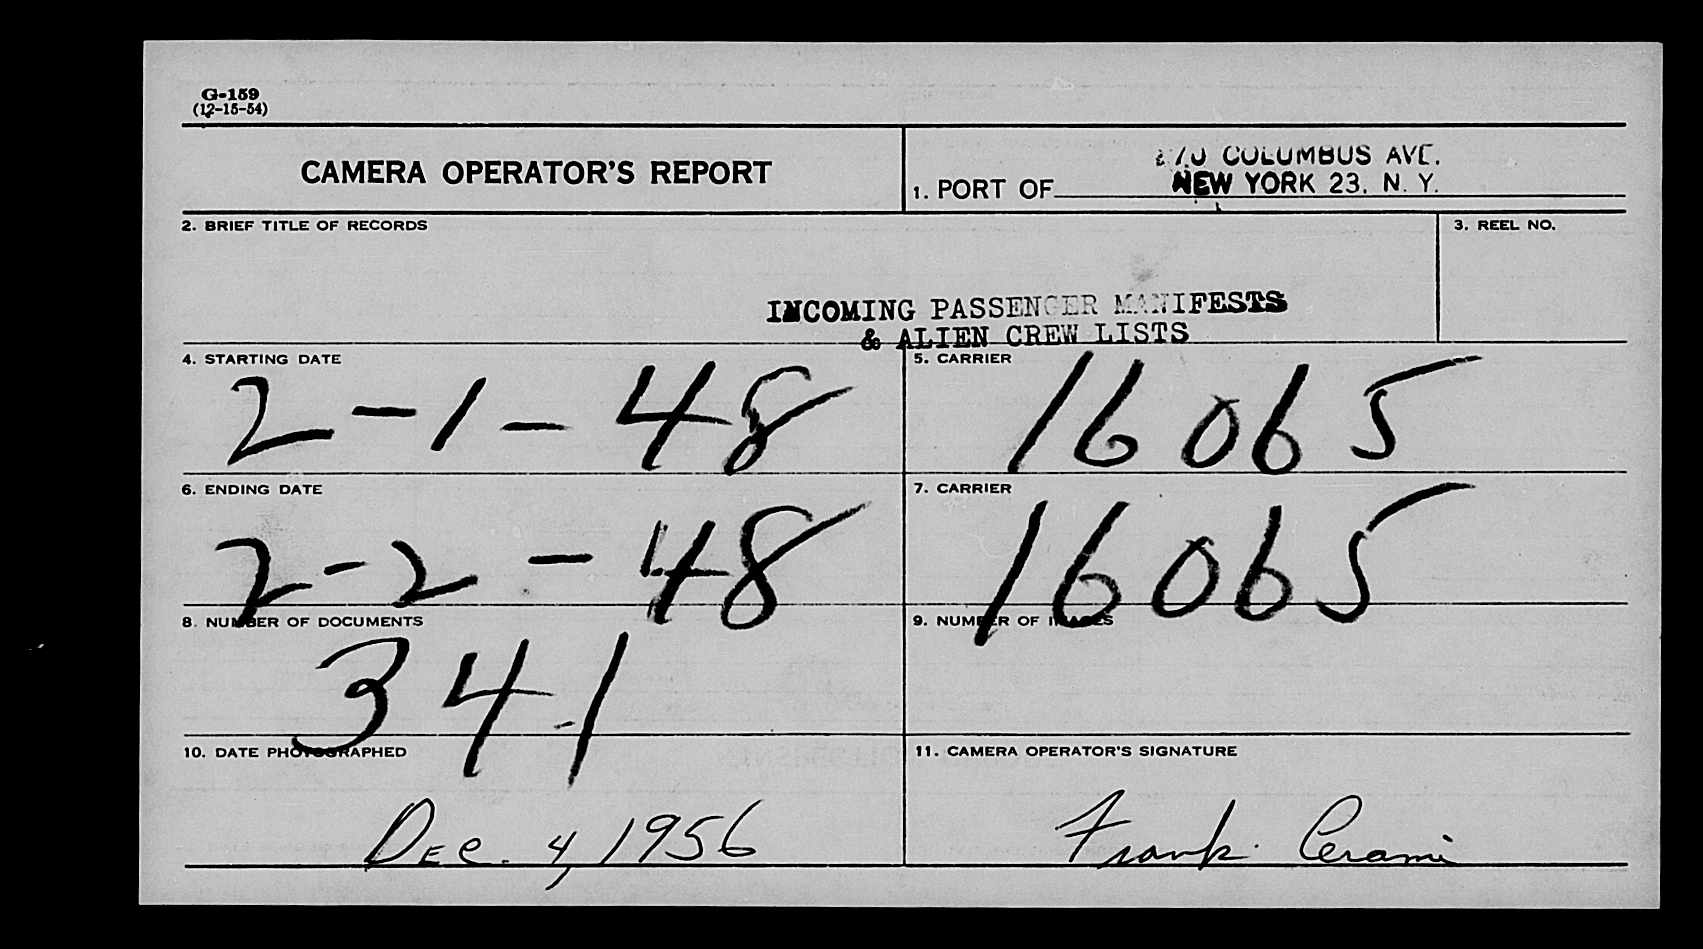 G-159
(12-15-54)
CAMERA OPERATOR'S REPORT
1. PORT OF
270 COLUMBUS AVE.
NEW YORK 23, N. Y.
2. BRIEF TITLE OF RECORDS
3. REEL NO.
INCOMING PASSENGER MANIFESTS
& ALIEN CREW LISTS
4. STARTING DATE
2-1-48
5. CARRIER
16065
6. ENDING DATE
2-2-48
7. CARRIER
16065
8. NUMBER OF DOCUMENTS
341
9. NUMBER OF IMAGES
10. DATE PHOTOGRAPHED
Dec. 4, 1956
11. CAMERA OPERATOR'S SIGNATURE
Frank Cerami